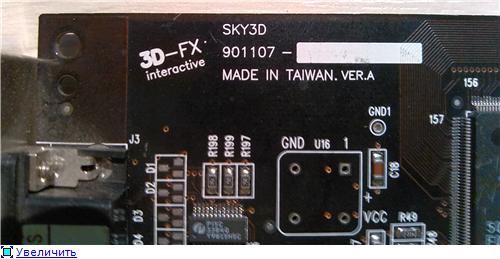 SKY3D
3D-FX
interactive
901107 -
MADE IN TAIWAN. VER.A
GND1
156
157
J3
R198
R199
R197
GND
U16
1
C18
D1
D2
D3
D4
+
VCC
R49
Увеличить